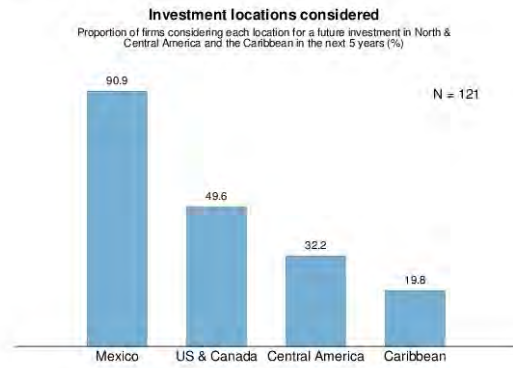 Investment locations considered
Proportion of firms considering each location for a future investment in North &
Central America and the Caribbean in the next 5 years (%)
90.9
N = 121
49.6
32.2
19.8
Mexico US & Canada Central America Caribbean